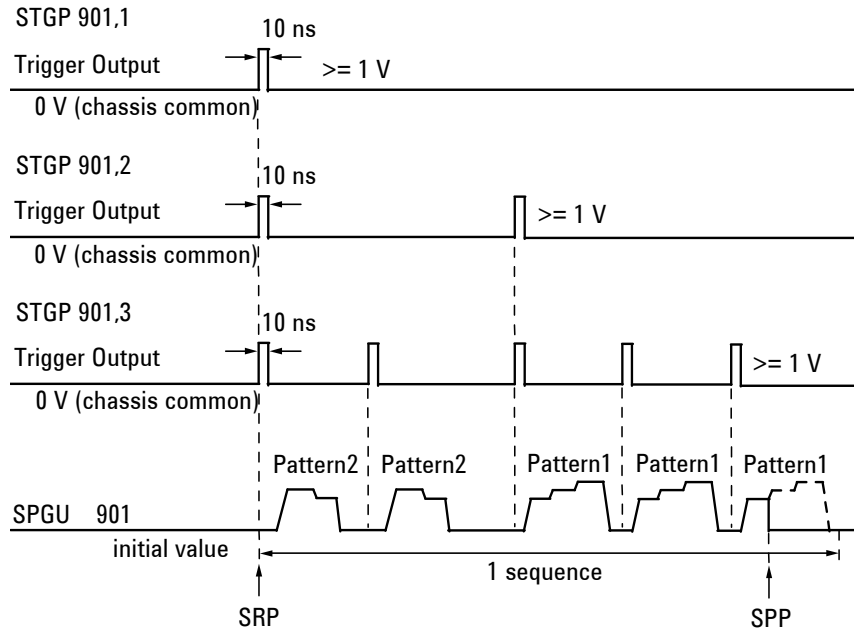 STGP 901,1
10 ns
Trigger Output
>= 1 V
0 V (chassis common)
STGP 901,2
10 ns
Trigger Output
>= 1 V
0 V (chassis common)
STGP 901,3
10 ns
Trigger Output
>= 1 V
0 V (chassis common)
Pattern2 Pattern2 Pattern1 Pattern1 Pattern1
SPGU 901
initial value
1 sequence
SRP SPP